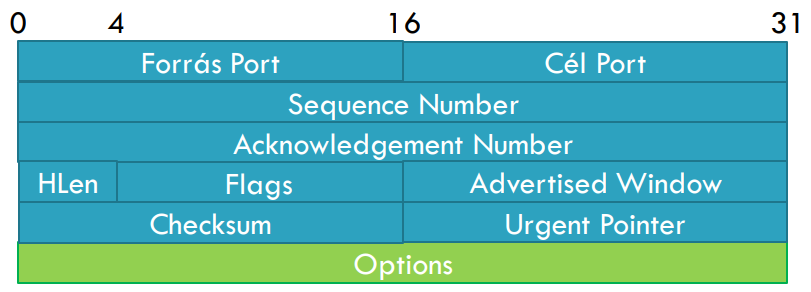 0 4 16 31
Forrás Port Cél Port
Sequence Number
Acknowledgement Number
HLen Flags Advertised Window
Checksum Urgent Pointer
Options